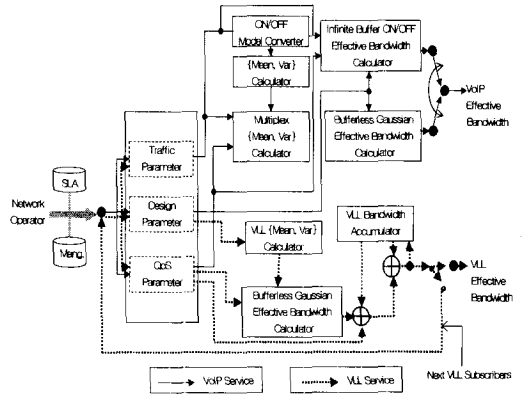 ON/OFF
Model Converter
{Mean, Var}
Calculator
Multiplex
{Mean, Var}
Calculator
Infinite Buffer ON/OFF
Effective Bandwidth
Calculator
Bufferless Gaussian
Effective Bandwidth
Calculator
VoIP
Effective
Bandwidth
Traffic
Parameter
Design
Parameter
QoS
Parameter
SLA
Network
Operator
Mang.
VLL {Mean, Var}
Calculator
Bufferless Gaussian
Effective Bandwidth
Calculator
VLL Bandwidth
Accumulator
VLL
Effective
Bandwidth
Next VLL Subscribers
VoIP Service
VLL Service